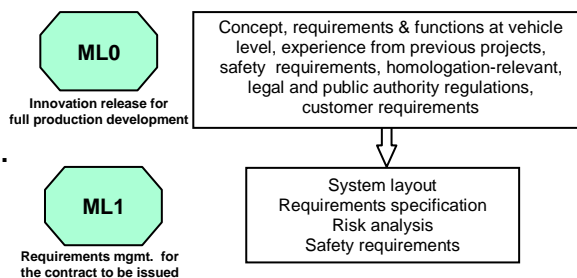 ML0
Innovation release for
full production development
Concept, requirements & functions at vehicle
level, experience from previous projects,
safety requirements, homologation-relevant,
legal and public authority regulations,
customer requirements
.
ML1
Requirements mgmt. for
the contract to be issued
System layout
Requirements specification
Risk analysis
Safety requirements